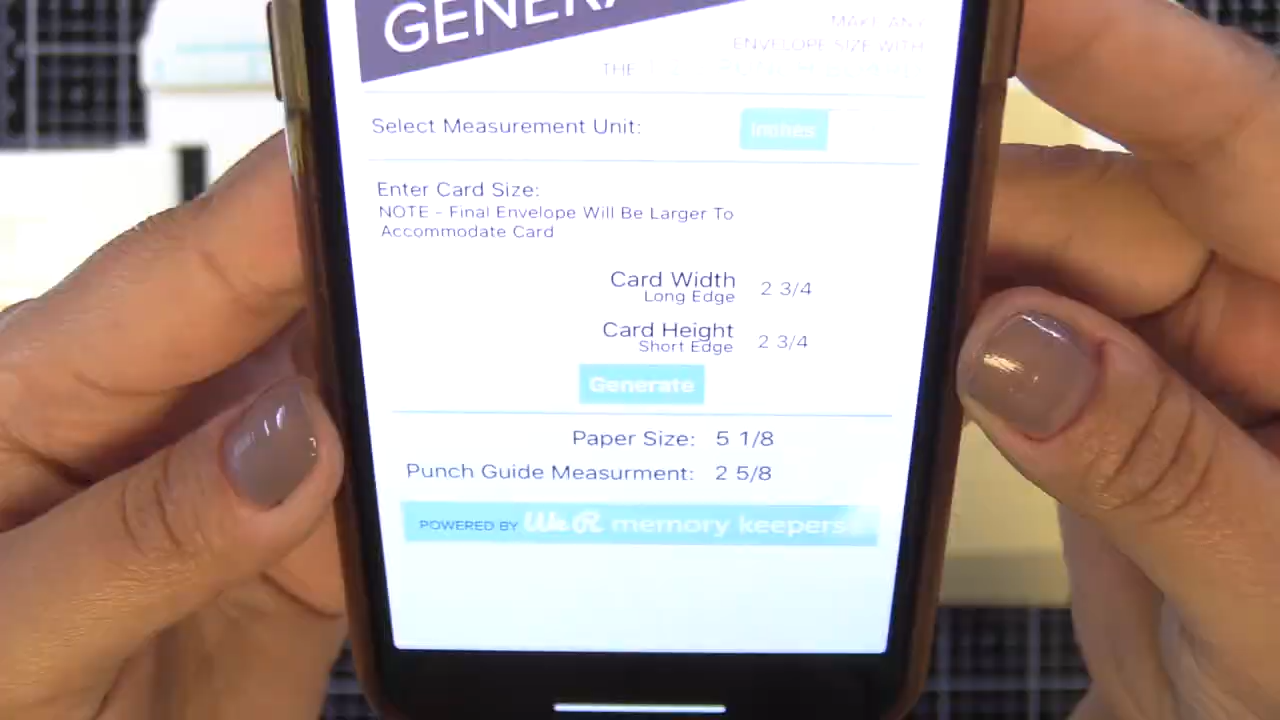 GENERA
MAKE ANY
ENVELOPE SIZE WITH
THE
Select Measurement Unit:
Inches
Enter Card Size:
NOTE - Final Envelope Will Be Larger To
Accommodate Card
Card Width 2 3/4
Long Edge
Card Height 2 3/4
Short Edge
Generate
Paper Size: 5 1/8
Punch Guide Measurment: 2 5/8
POWERED BY We R memory keepers